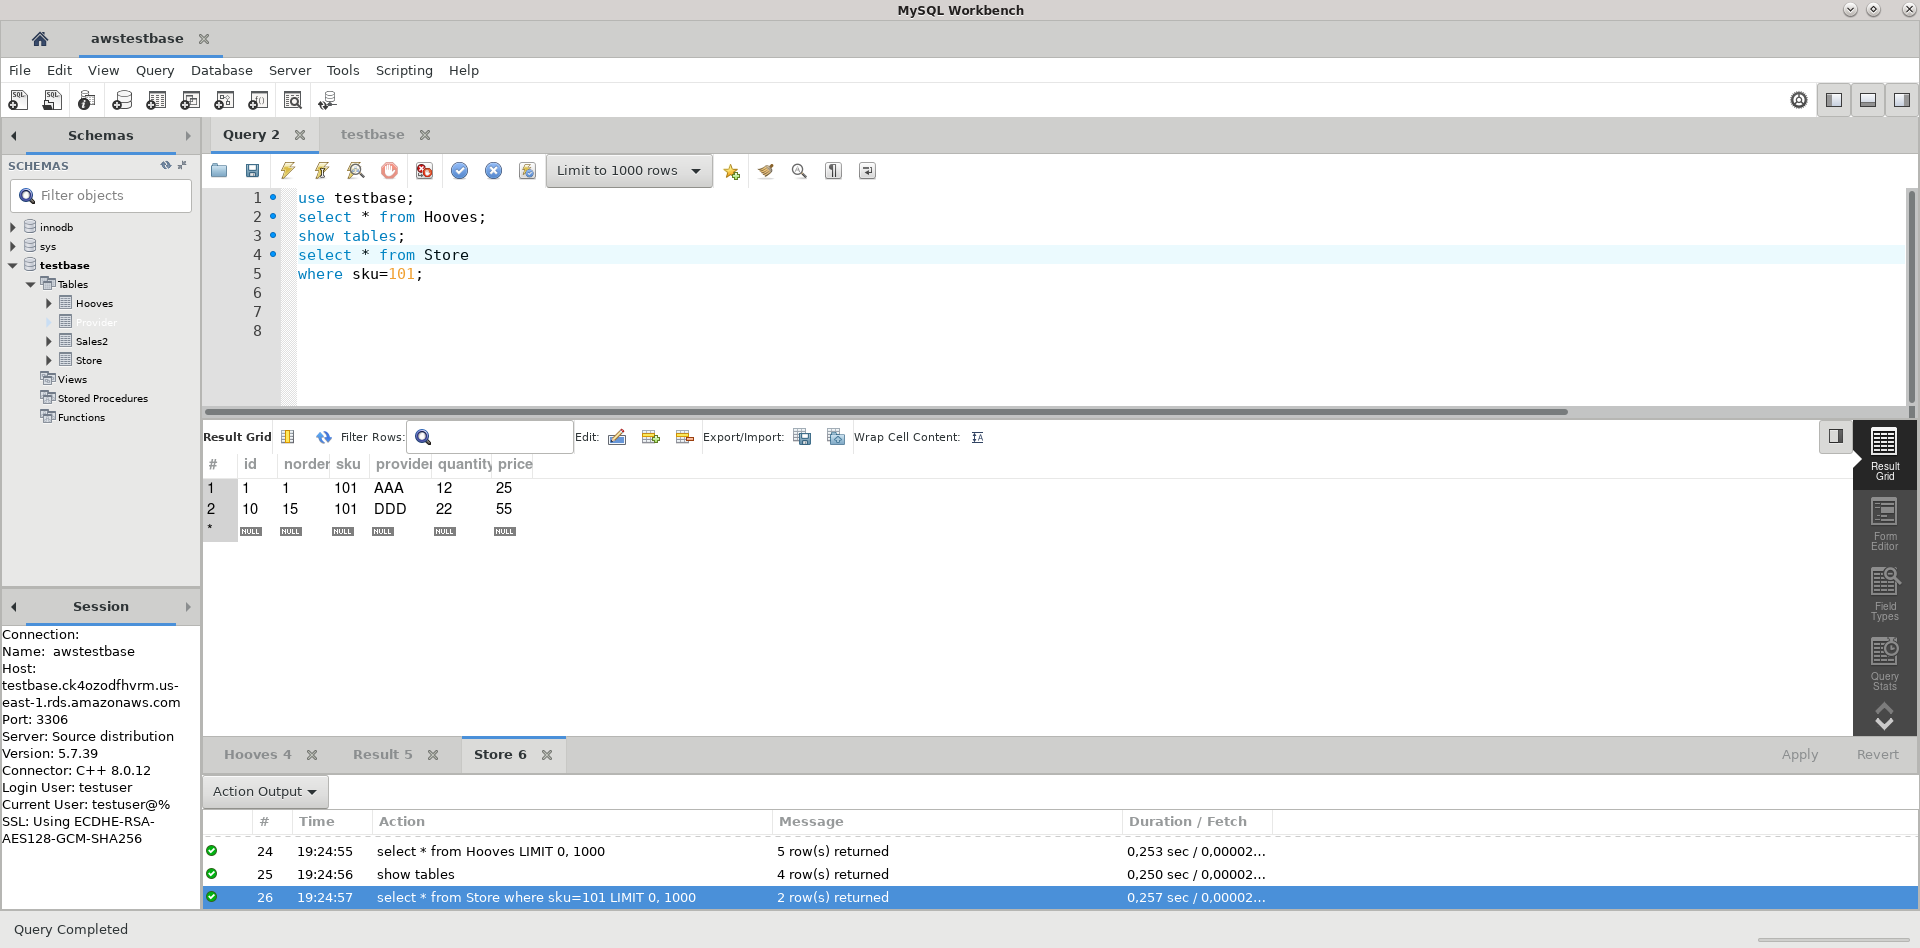 MySQL Workbench
awstestbase
File Edit View Query Database Server Tools Scripting Help
Schemas
SCHEMAS
Filter objects
innodb
sys
testbase
Tables
Hooves
Provider
Sales2
Store
Views
Stored Procedures
Functions
Session
Connection:
Name: awstestbase
Host:
testbase.ck4ozodfhvrm.us-
east-1.rds.amazonaws.com
Port: 3306
Server: Source distribution
Version: 5.7.39
Connector: C++ 8.0.12
Login User: testuser
Current User: testuser@%
SSL: Using ECDHE-RSA-
AES128-GCM-SHA256
Query 2 testbase
Limit to 1000 rows
1 use testbase;
2 select * from Hooves;
3 show tables;
4 select * from Store
5 where sku=101;
6
7
8
Result Grid Filter Rows: Edit: Export/Import: Wrap Cell Content:
# id norder sku provider quantity price
1 1 1 101 AAA 12 25
2 10 15 101 DDD 22 55
* NULL NULL NULL NULL NULL NULL
Result
Grid
Form
Editor
Field
Types
Query
Stats
Hooves 4 Result 5 Store 6 Apply Revert
Action Output
# Time Action Message Duration / Fetch
24 19:24:55 select * from Hooves LIMIT 0, 1000 5 row(s) returned 0,253 sec / 0,00002...
25 19:24:56 show tables 4 row(s) returned 0,250 sec / 0,00002...
26 19:24:57 select * from Store where sku=101 LIMIT 0, 1000 2 row(s) returned 0,257 sec / 0,00002...
Query Completed